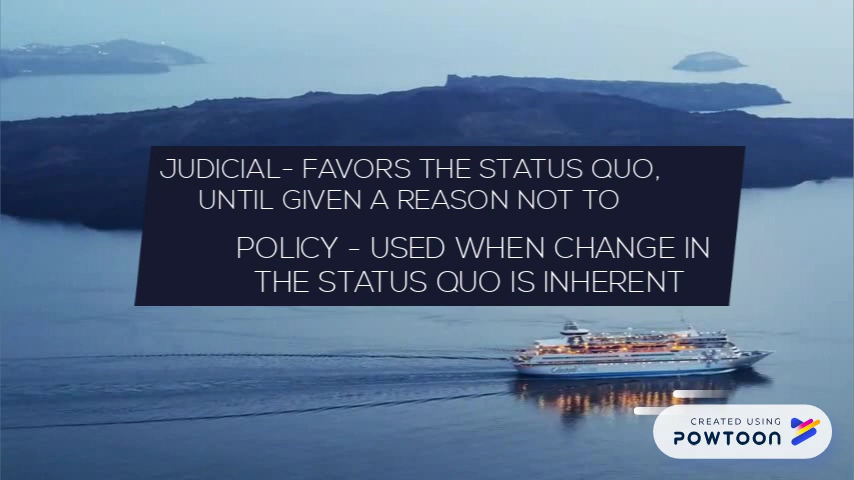 JUDICIAL- FAVORS THE STATUS QUO,
UNTIL GIVEN A REASON NOT TO
POLICY - USED WHEN CHANGE IN
THE STATUS QUO IS INHERENT
CREATED USING
POWTOON